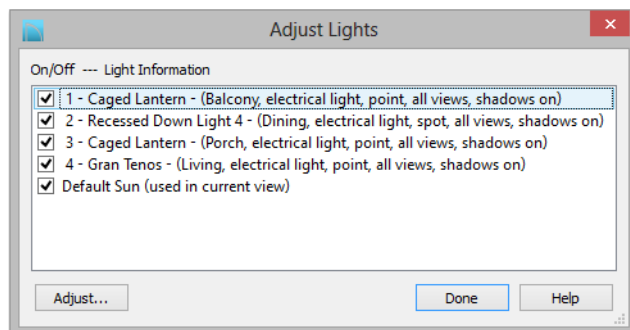 Adjust Lights
On/Off --- Light Information
1 - Caged Lantern - (Balcony, electrical light, point, all views, shadows on)
2 - Recessed Down Light 4 - (Dining, electrical light, spot, all views, shadows on)
3 - Caged Lantern - (Porch, electrical light, point, all views, shadows on)
4 - Gran Tenos - (Living, electrical light, point, all views, shadows on)
Default Sun (used in current view)
Adjust... Done Help